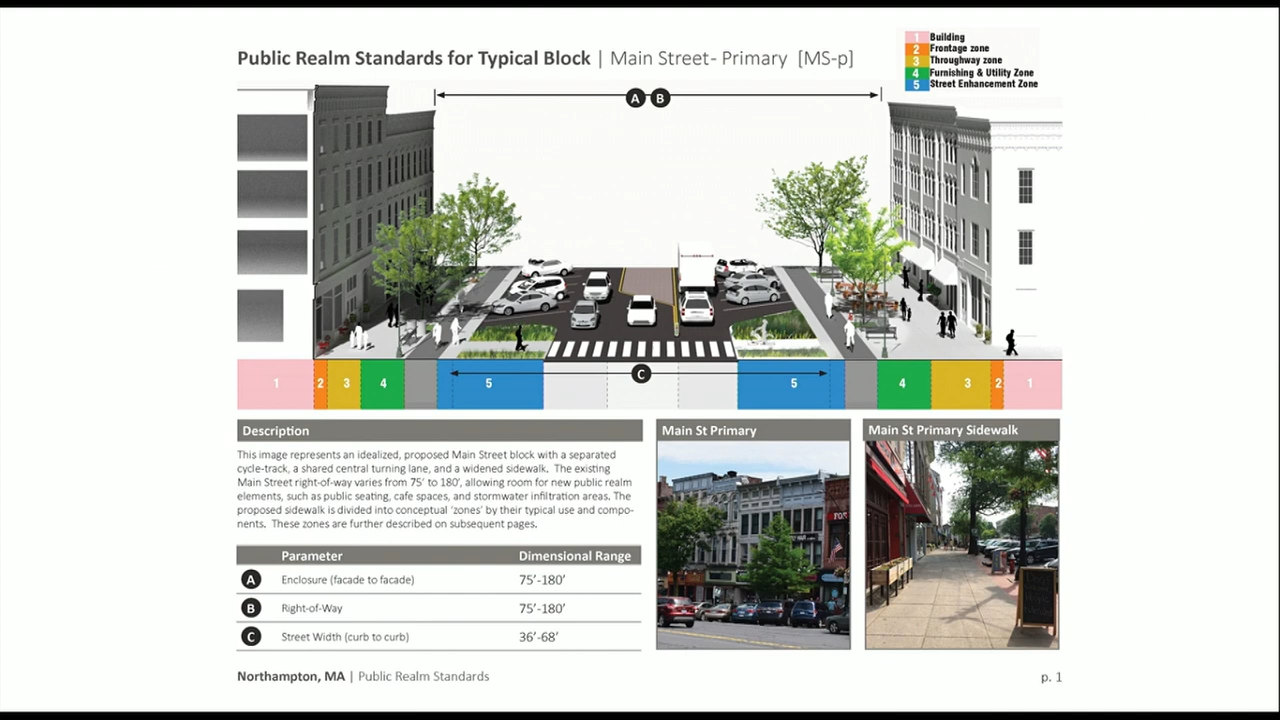 Public Realm Standards for Typical Block | Main Street- Primary [MS-p]
1 Building
2 Frontage zone
3 Throughway zone
4 Furnishing & Utility Zone
5 Street Enhancement Zone
A B
1 2 3 4 5 5 4 3 2 1
C
Description
This image represents an idealized, proposed Main Street block with a separated
cycle-track, a shared central turning lane, and a widened sidewalk. The existing
Main Street right-of-way varies from 75' to 180', allowing room for new public realm
elements, such as public seating, cafe spaces, and stormwater infiltration areas. The
proposed sidewalk is divided into conceptual 'zones' by their typical use and compo-
nents. These zones are further described on subsequent pages.
Parameter Dimensional Range
A Enclosure (facade to facade) 75'-180'
B Right-of-Way 75'-180'
C Street Width (curb to curb) 36'-68'
Main St Primary
Main St Primary Sidewalk
Northampton, MA | Public Realm Standards
p. 1